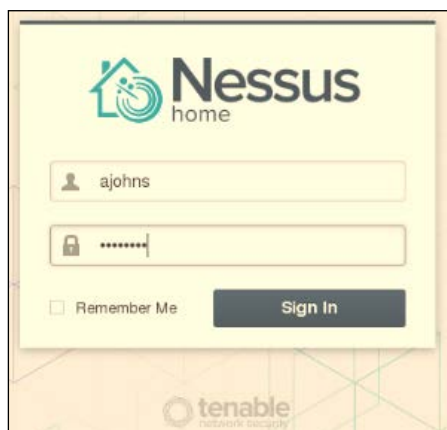 Nessus
home
ajohns
••••••••
Remember Me
Sign In
tenable
network security